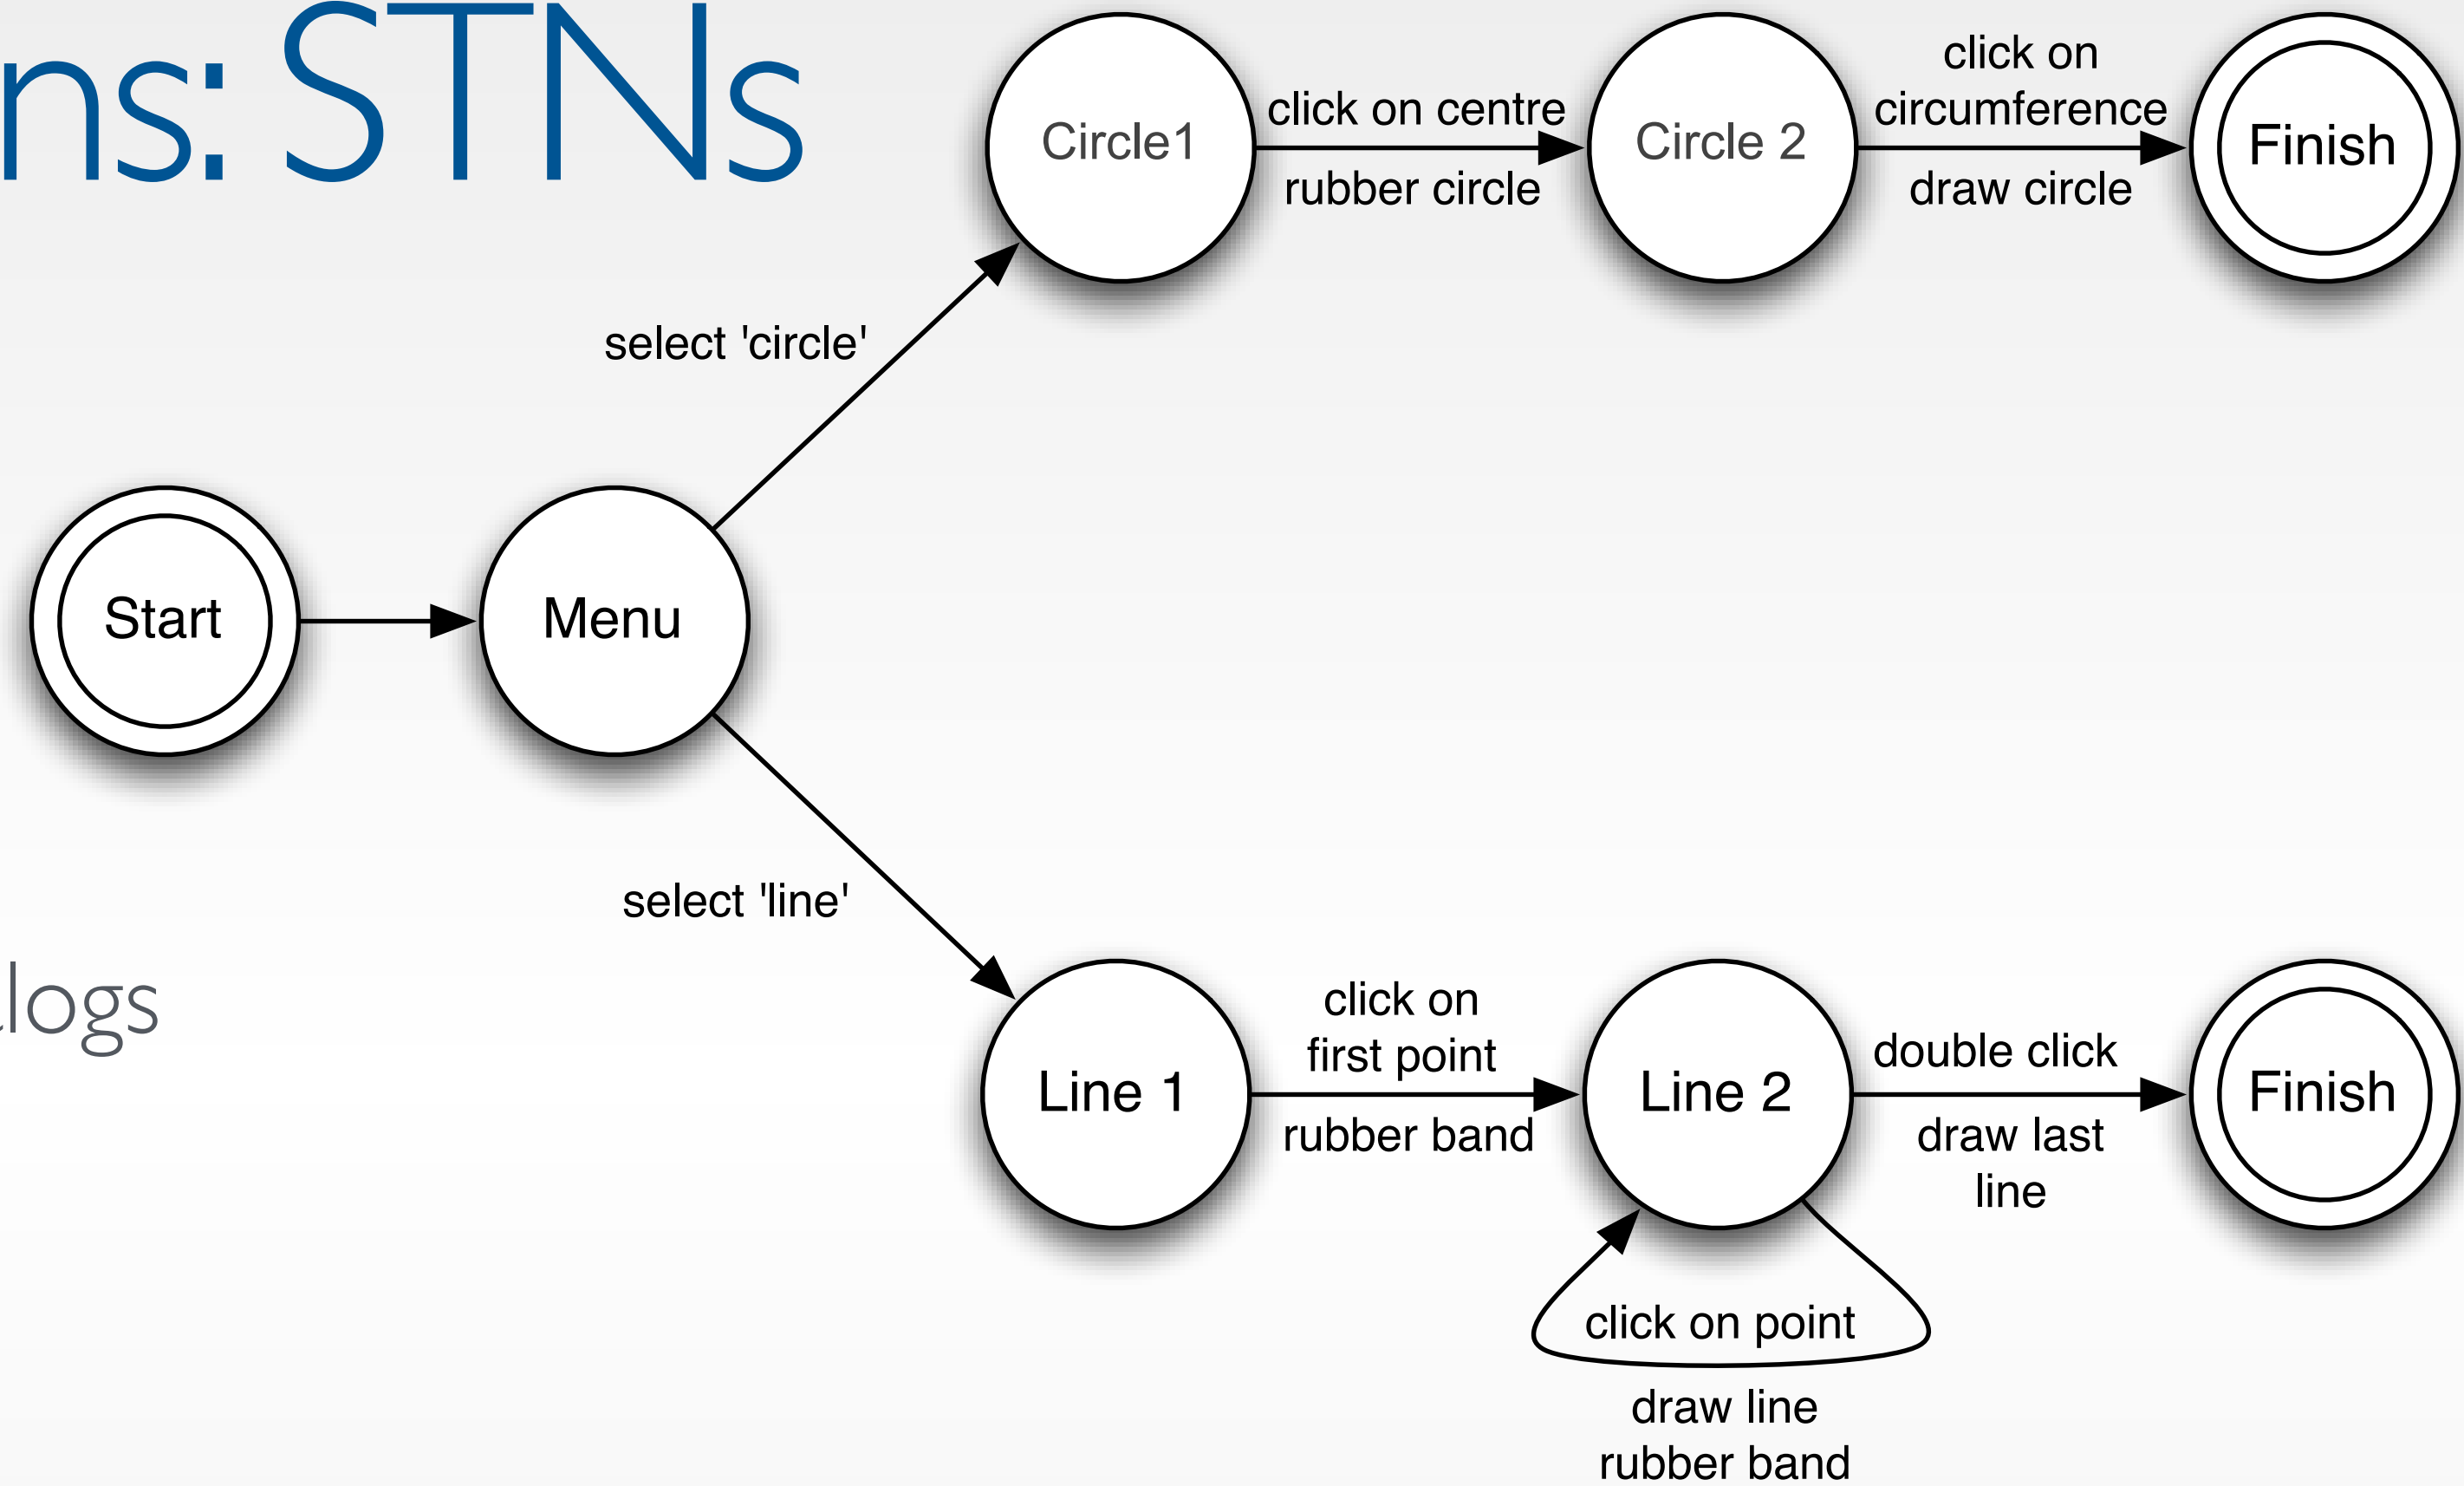 ns: STNs
Circle1
click on centre
rubber circle
Circle 2
click on
circumference
draw circle
Finish
select 'circle'
Start
Menu
select 'line'
logs
Line 1
click on
first point
rubber band
Line 2
double click
draw last
line
Finish
click on point
draw line
rubber band